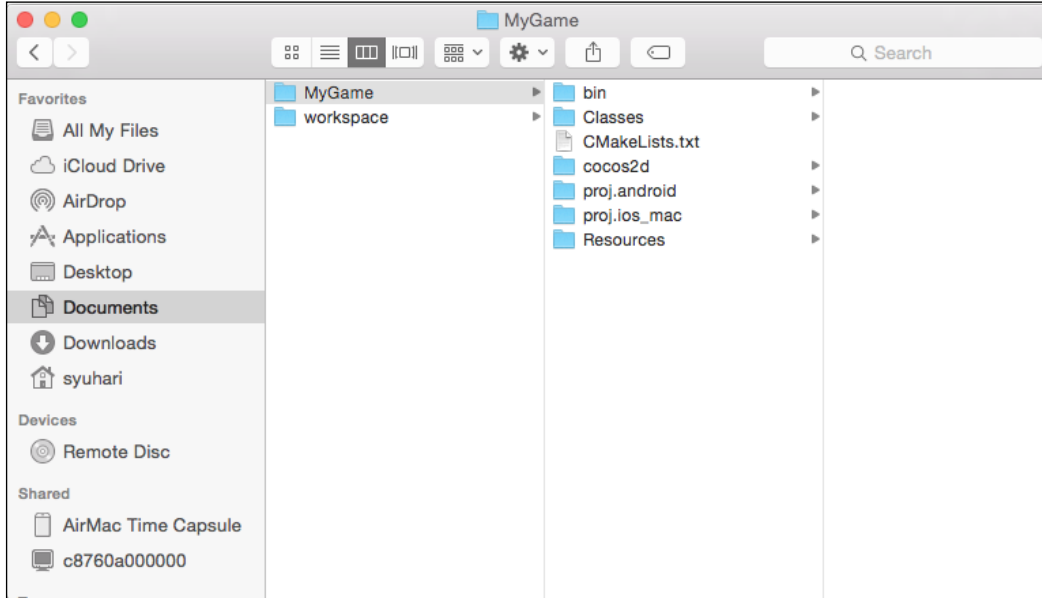 MyGame
Search
Favorites
All My Files
iCloud Drive
AirDrop
Applications
Desktop
Documents
Downloads
syuhari
Devices
Remote Disc
Shared
AirMac Time Capsule
c8760a000000
MyGame
workspace
bin
Classes
CMakeLists.txt
cocos2d
proj.android
proj.ios_mac
Resources